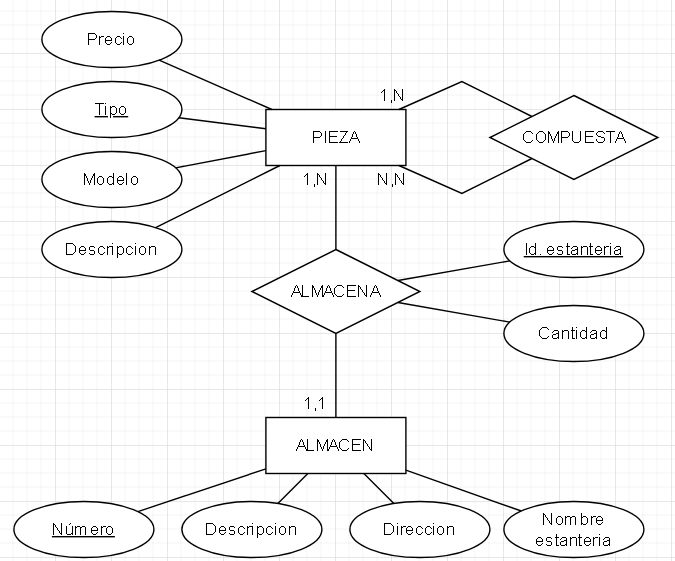 Precio
1,N
Tipo
PIEZA
COMPUESTA
Modelo
1,N
N,N
Descripcion
Id. estanteria
ALMACENA
Cantidad
1,1
ALMACEN
Número
Descripcion
Direccion
Nombre
estanteria